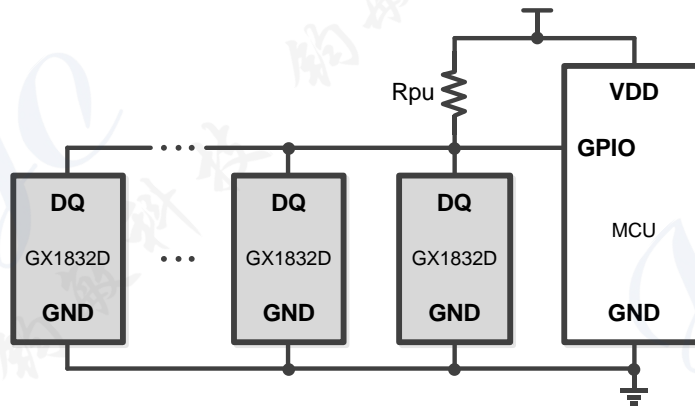 Rpu
VDD
GPIO
DQ DQ DQ
GX1832D GX1832D GX1832D MCU
GND GND GND GND